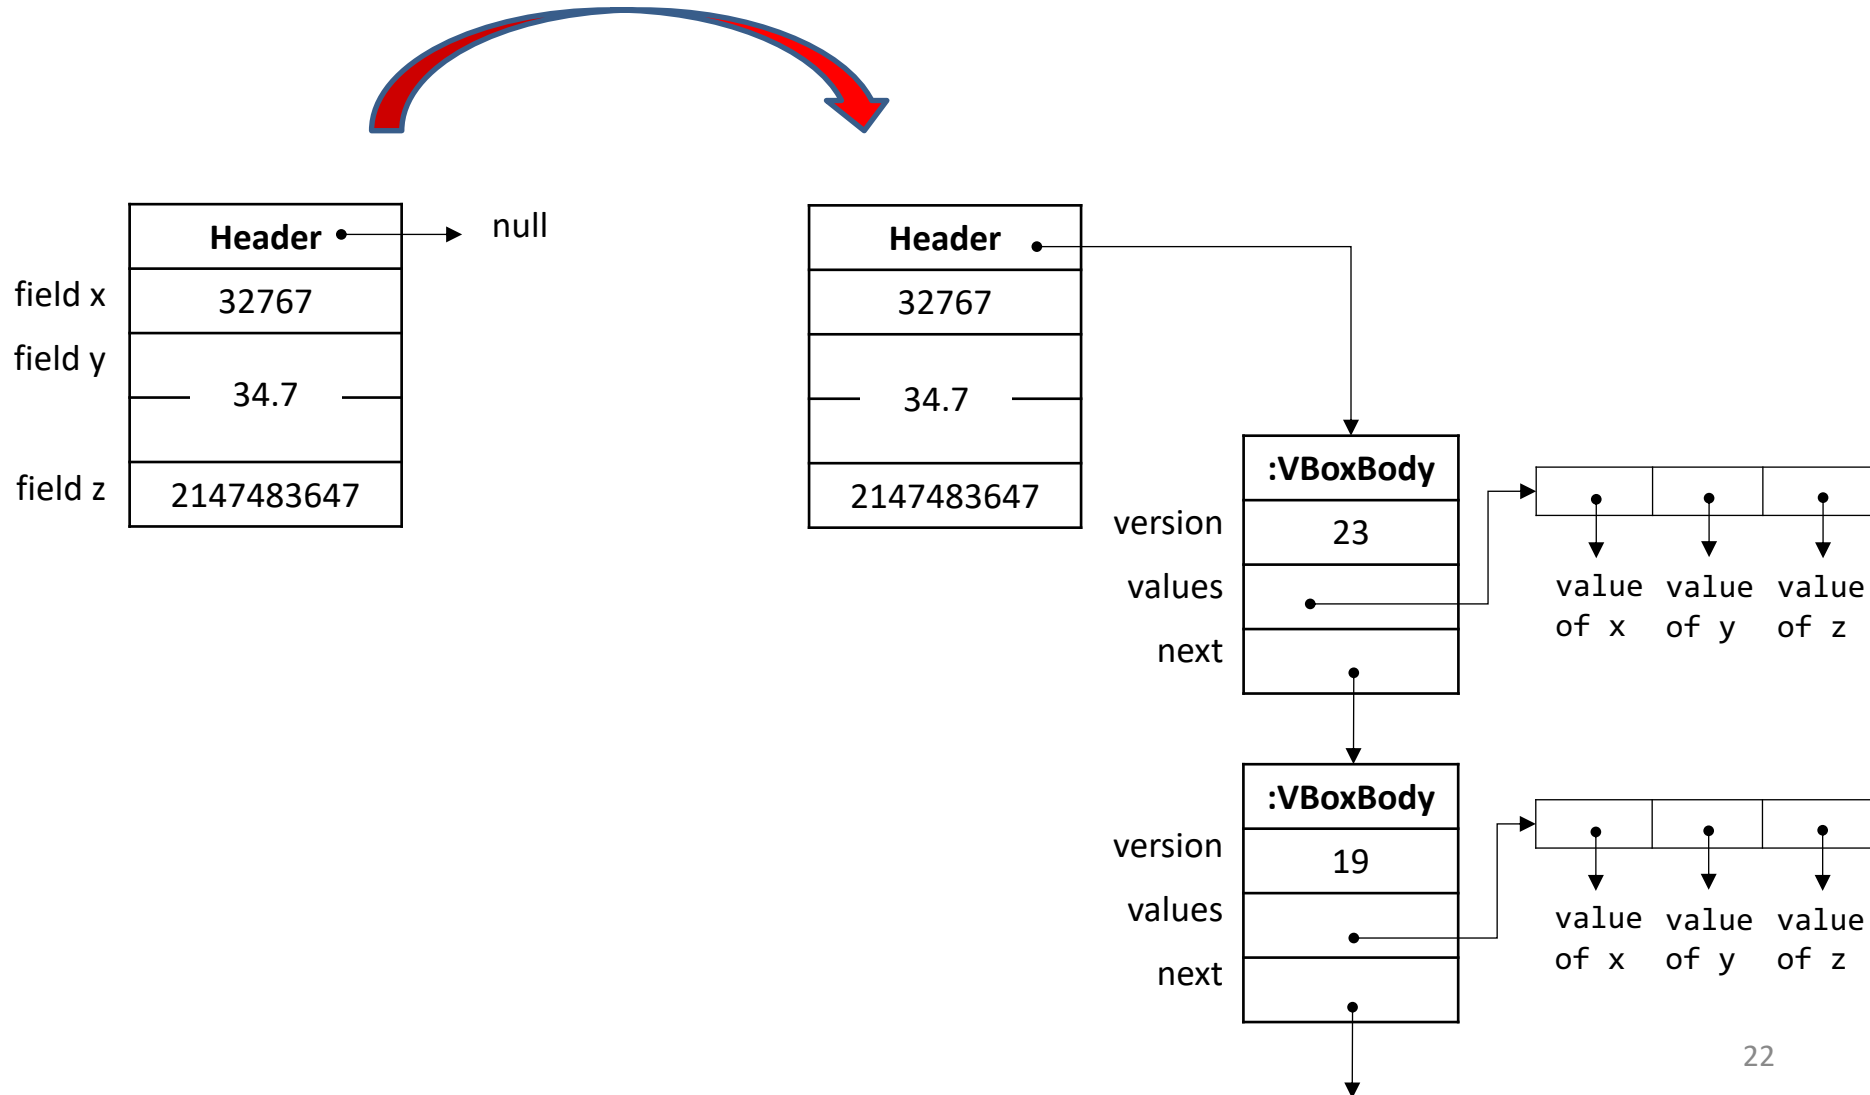 Header
null
field x
32767
field y
34.7
field z
2147483647
Header
32767
34.7
2147483647
:VBoxBody
version
23
values
next
value value value
of x of y of z
:VBoxBody
version
19
values
next
value value value
of x of y of z
22